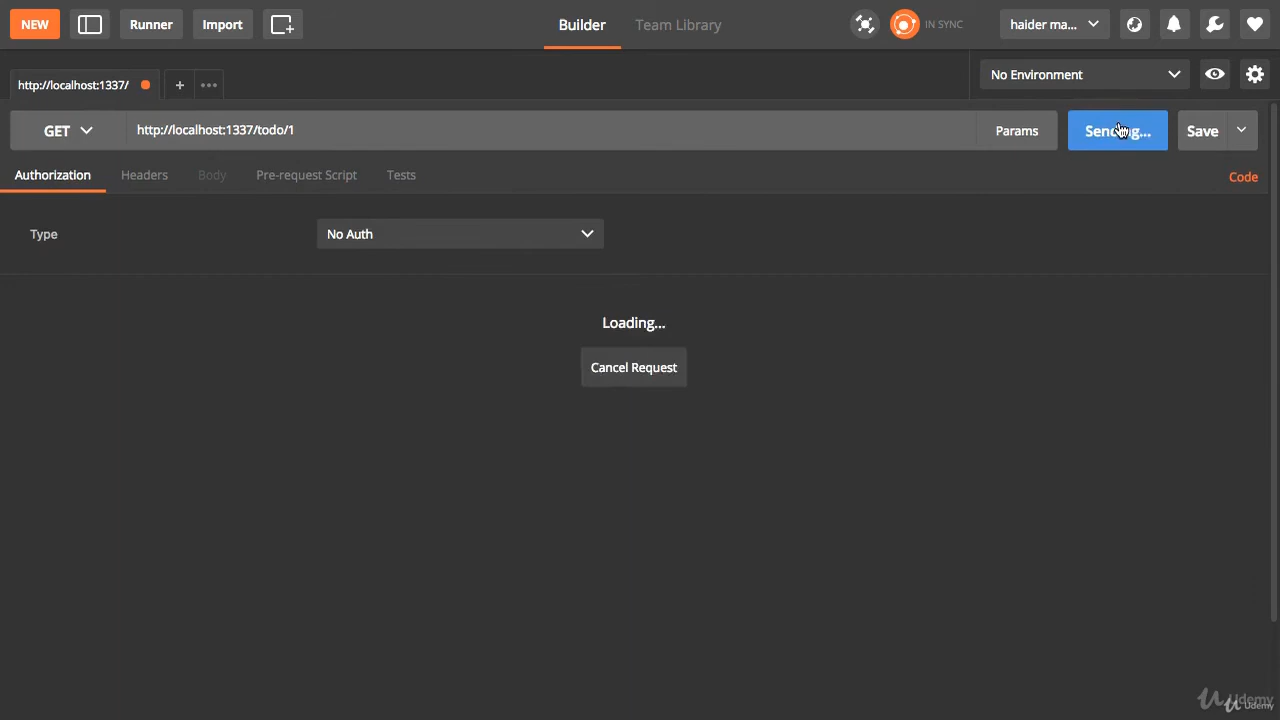 NEW Runner Import Builder Team Library IN SYNC haider ma...
http://localhost:1337/ + ••• No Environment
GET http://localhost:1337/todo/1 Params Sending... Save
Authorization Headers Body Pre-request Script Tests Code
Type No Auth
Loading...
Cancel Request
Udemy
Udemy